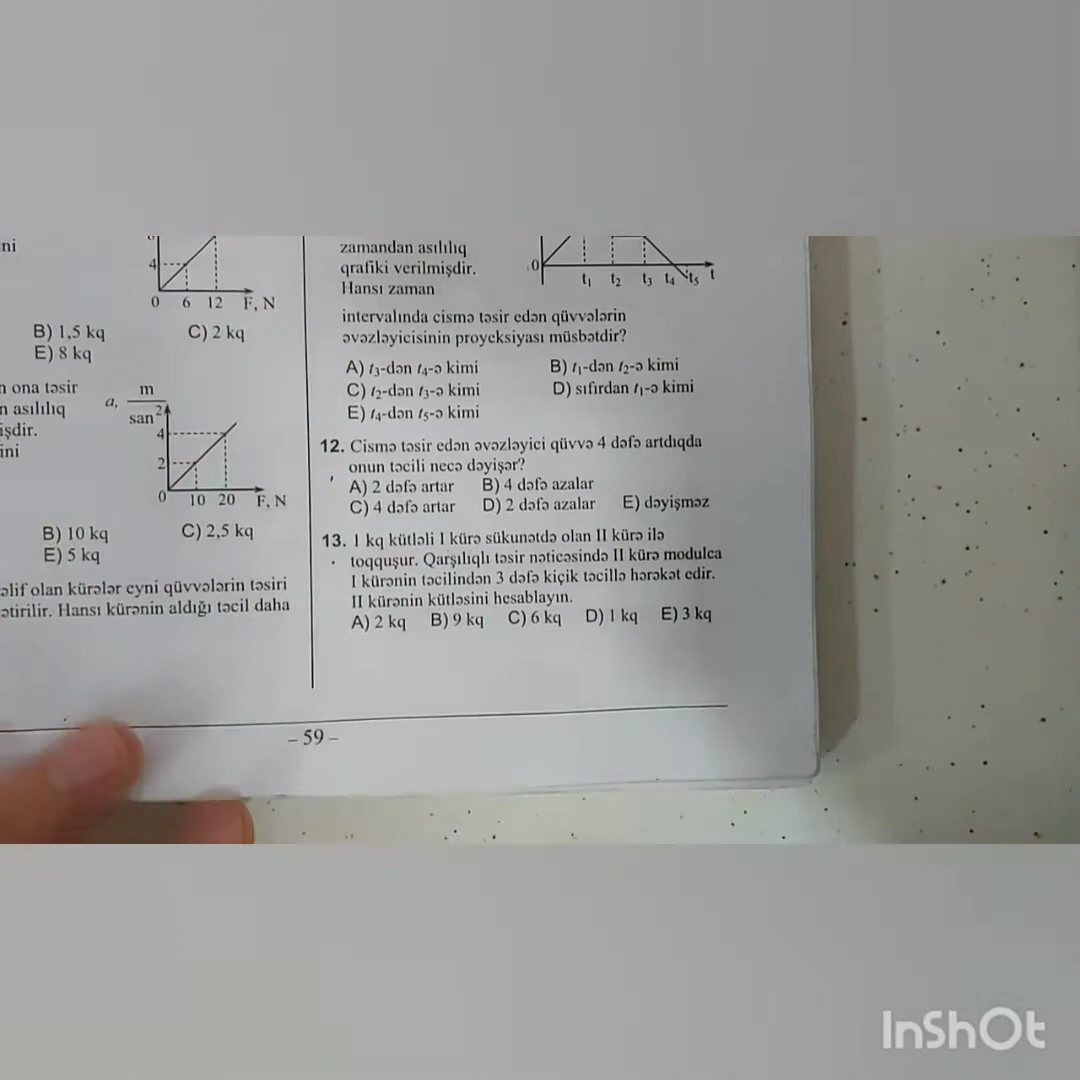 ni
4
0 6 12 F, N
B) 1,5 kq C) 2 kq
E) 8 kq
n ona təsir
n asılılıq
işdir.
ini
a, m
san²
4
2
0 10 20 F, N
B) 10 kq C) 2,5 kq
E) 5 kq
əlif olan kürələr eyni qüvvələrin təsiri
ətirilir. Hansı kürənin aldığı təcil daha
zamandan asılılıq
qrafiki verilmişdir.
Hansı zaman
0 t₁ t₂ t₃ t₄ t₅ t
intervalında cismə təsir edən qüvvələrin
əvəzləyicisinin proyeksiyası müsbətdir?
A) t₃-dən t₄-ə kimi B) t₁-dən t₂-ə kimi
C) t₂-dən t₃-ə kimi D) sıfırdan t₁-ə kimi
E) t₄-dən t₅-ə kimi
12. Cismə təsir edən əvəzləyici qüvvə 4 dəfə artdıqda
onun təcili necə dəyişər?
A) 2 dəfə artar B) 4 dəfə azalar
C) 4 dəfə artar D) 2 dəfə azalar E) dəyişməz
13. 1 kq kütləli I kürə sükunətdə olan II kürə ilə
toqquşur. Qarşılıqlı təsir nəticəsində II kürə modulca
I kürənin təcilindən 3 dəfə kiçik təcillə hərəkət edir.
II kürənin kütləsini hesablayın.
A) 2 kq B) 9 kq C) 6 kq D) 1 kq E) 3 kq
– 59 –
InShOt